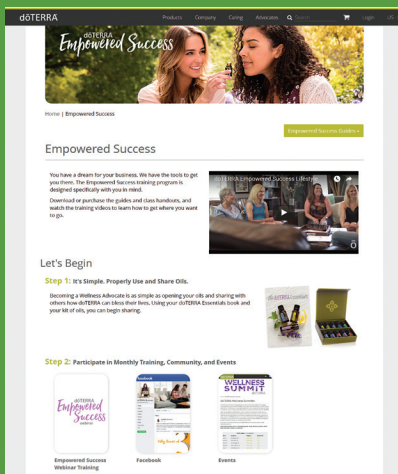 dōTERRA
Products Company Caring Advocates Search Login US
dōTERRA
Empowered Success
Home | Empowered Success
Empowered Success Guides »
Empowered Success
You have a dream for your business. We have the tools to get
you there. The Empowered Success training program is
designed specifically with you in mind.
Download or purchase the guides and class handouts, and
watch the training videos to learn how to get where you want
to go.
doTERRA Empowered Success Lifestyle...
Let's Begin
Step 1: It's Simple. Properly Use and Share Oils.
Becoming a Wellness Advocate is as simple as opening your oils and sharing with
others how doTERRA can bless their lives. Using your doTERRA Essentials book and
your kit of oils, you can begin sharing.
Step 2: Participate in Monthly Training, Community, and Events
dōTERRA
Empowered
Success
webinar
Facebook
WELLNESS
SUMMIT
Empowered Success
Webinar Training
Facebook
Events